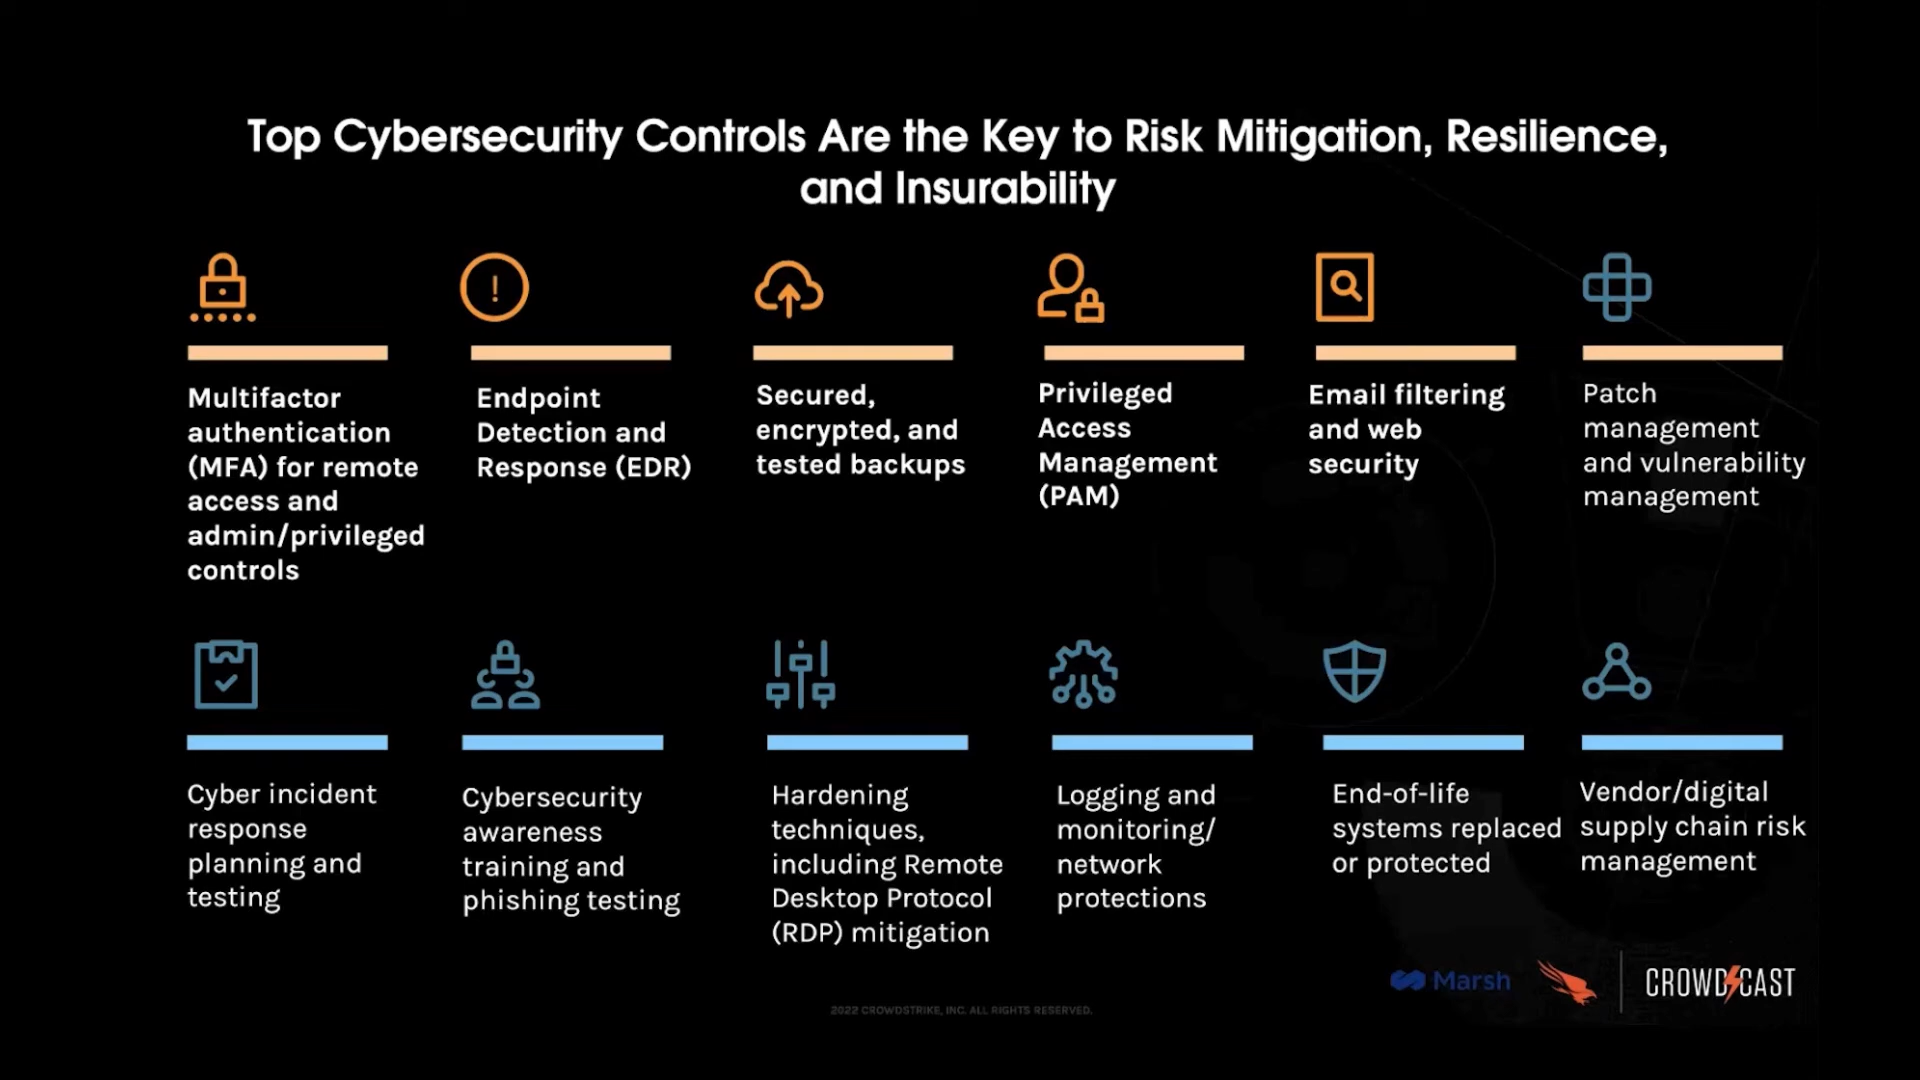 Top Cybersecurity Controls Are the Key to Risk Mitigation, Resilience,
and Insurability
Multifactor
authentication
(MFA) for remote
access and
admin/privileged
controls
Endpoint
Detection and
Response (EDR)
Secured,
encrypted, and
tested backups
Privileged
Access
Management
(PAM)
Email filtering
and web
security
Patch
management
and vulnerability
management
Cyber incident
response
planning and
testing
Cybersecurity
awareness
training and
phishing testing
Hardening
techniques,
including Remote
Desktop Protocol
(RDP) mitigation
Logging and
monitoring/
network
protections
End-of-life
systems replaced
or protected
Vendor/digital
supply chain risk
management
Marsh
CROWDCAST
2022 CROWDSTRIKE, INC. ALL RIGHTS RESERVED.